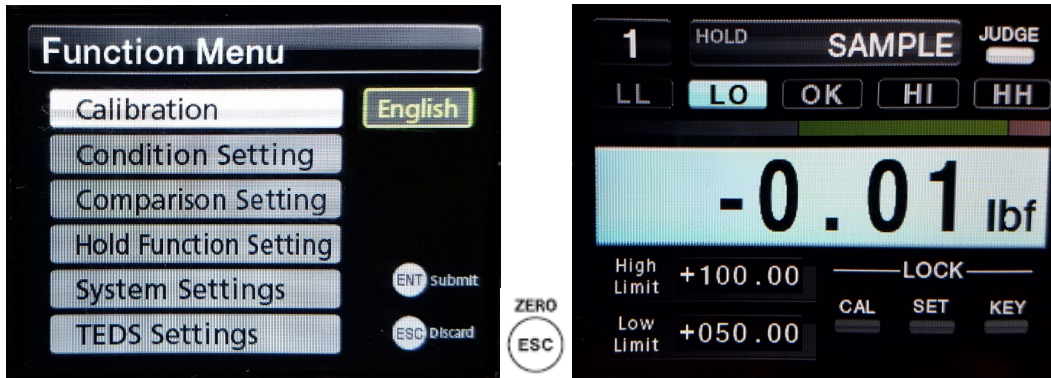 Function Menu
Calibration
English
Condition Setting
Comparison Setting
Hold Function Setting
System Settings
ENT Submit
TEDS Settings
ESC Discard
ZERO
ESC
1
HOLD
SAMPLE
JUDGE
LL LO OK HI HH
-0.01 lbf
High Limit +100.00
LOCK
CAL SET KEY
Low Limit +050.00